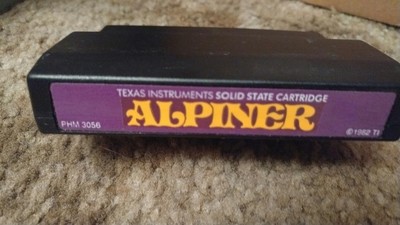 TEXAS INSTRUMENTS SOLID STATE CARTRIDGE
ALPINER
PHM 3056
©1982 TI